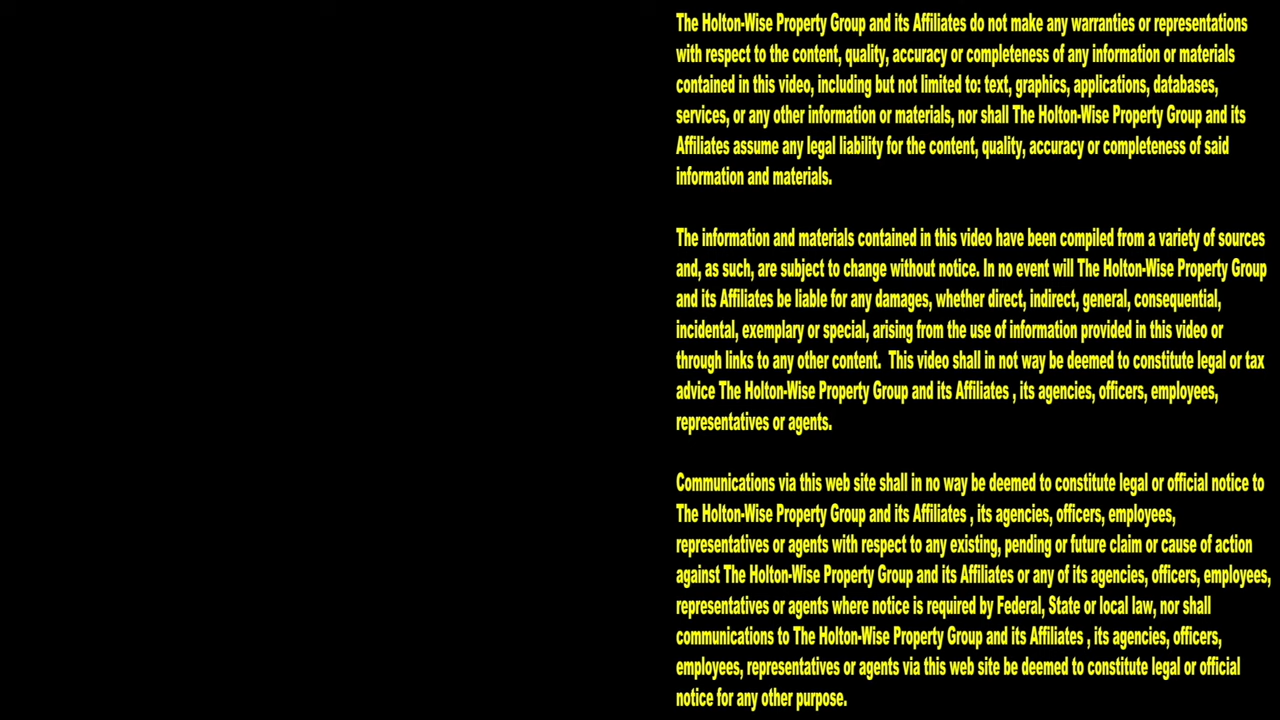 The Holton-Wise Property Group and its Affiliates do not make any warranties or representations
with respect to the content, quality, accuracy or completeness of any information or materials
contained in this video, including but not limited to: text, graphics, applications, databases,
services, or any other information or materials, nor shall The Holton-Wise Property Group and its
Affiliates assume any legal liability for the content, quality, accuracy or completeness of said
information and materials.
The information and materials contained in this video have been compiled from a variety of sources
and, as such, are subject to change without notice. In no event will The Holton-Wise Property Group
and its Affiliates be liable for any damages, whether direct, indirect, general, consequential,
incidental, exemplary or special, arising from the use of information provided in this video or
through links to any other content.  This video shall in not way be deemed to constitute legal or tax
advice The Holton-Wise Property Group and its Affiliates , its agencies, officers, employees,
representatives or agents.
Communications via this web site shall in no way be deemed to constitute legal or official notice to
The Holton-Wise Property Group and its Affiliates , its agencies, officers, employees,
representatives or agents with respect to any existing, pending or future claim or cause of action
against The Holton-Wise Property Group and its Affiliates or any of its agencies, officers, employees,
representatives or agents where notice is required by Federal, State or local law, nor shall
communications to The Holton-Wise Property Group and its Affiliates , its agencies, officers,
employees, representatives or agents via this web site be deemed to constitute legal or official
notice for any other purpose.